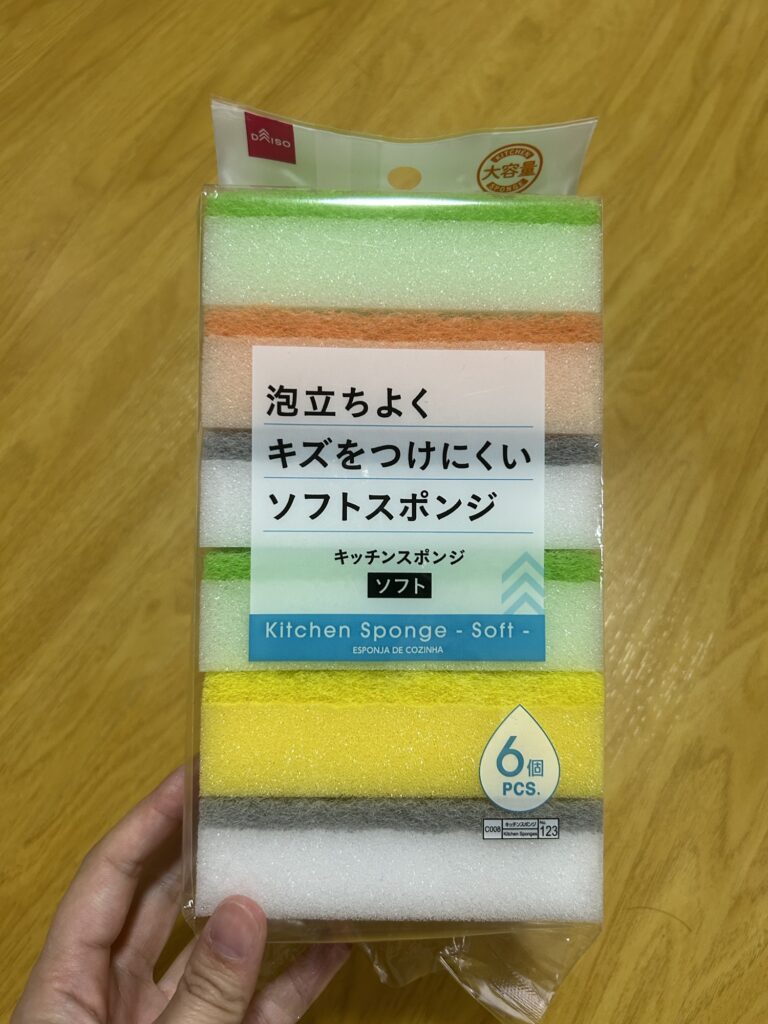 DAISO
KITCHEN
大容量
SPONGE
泡立ちよく
キズをつけにくい
ソフトスポンジ
キッチンスポンジ
ソフト
Kitchen Sponge - Soft -
ESPONJA DE COZINHA
6個
PCS.
C008 キッチンスポンジ Kitchen Sponges No. 123